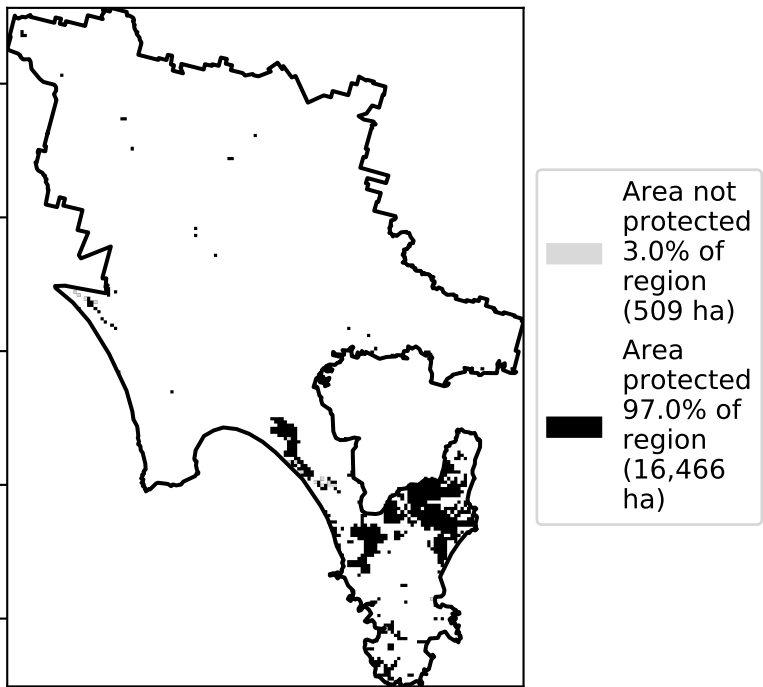 Area not
protected
3.0% of
region
(509 ha)
Area
protected
97.0% of
region
(16,466
ha)